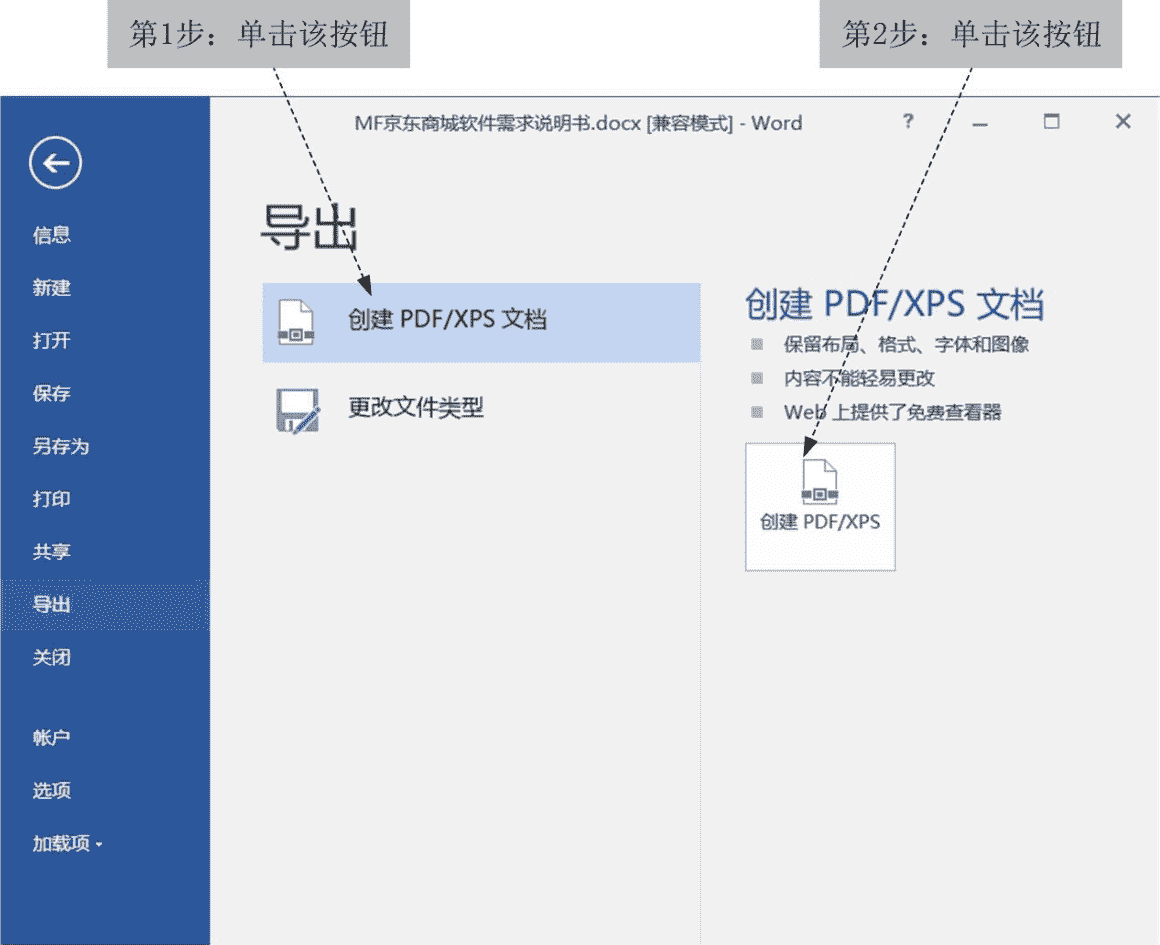 第1步：单击该按钮
第2步：单击该按钮
MF京东商城软件需求说明书.docx [兼容模式] - Word
?
信息
新建
打开
保存
另存为
打印
共享
导出
关闭
帐户
选项
加载项
导出
创建 PDF/XPS 文档
更改文件类型
创建 PDF/XPS 文档
保留布局、格式、字体和图像
内容不能轻易更改
Web 上提供了免费查看器
创建 PDF/XPS